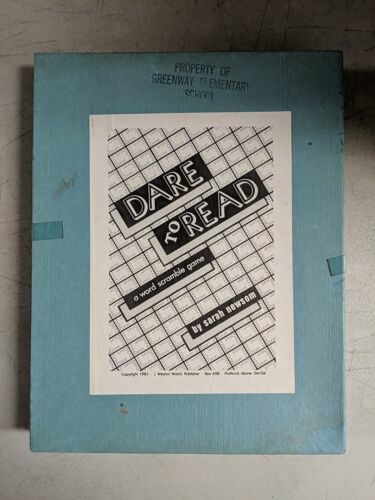 PROPERTY OF
GREENWAY ELEMENTARY
SCHOOL
DARE
TO READ
a word scramble game
by sarah newsom
Copyright 1981 J Weston Walch, Publisher Box 658 Portland, Maine 04104